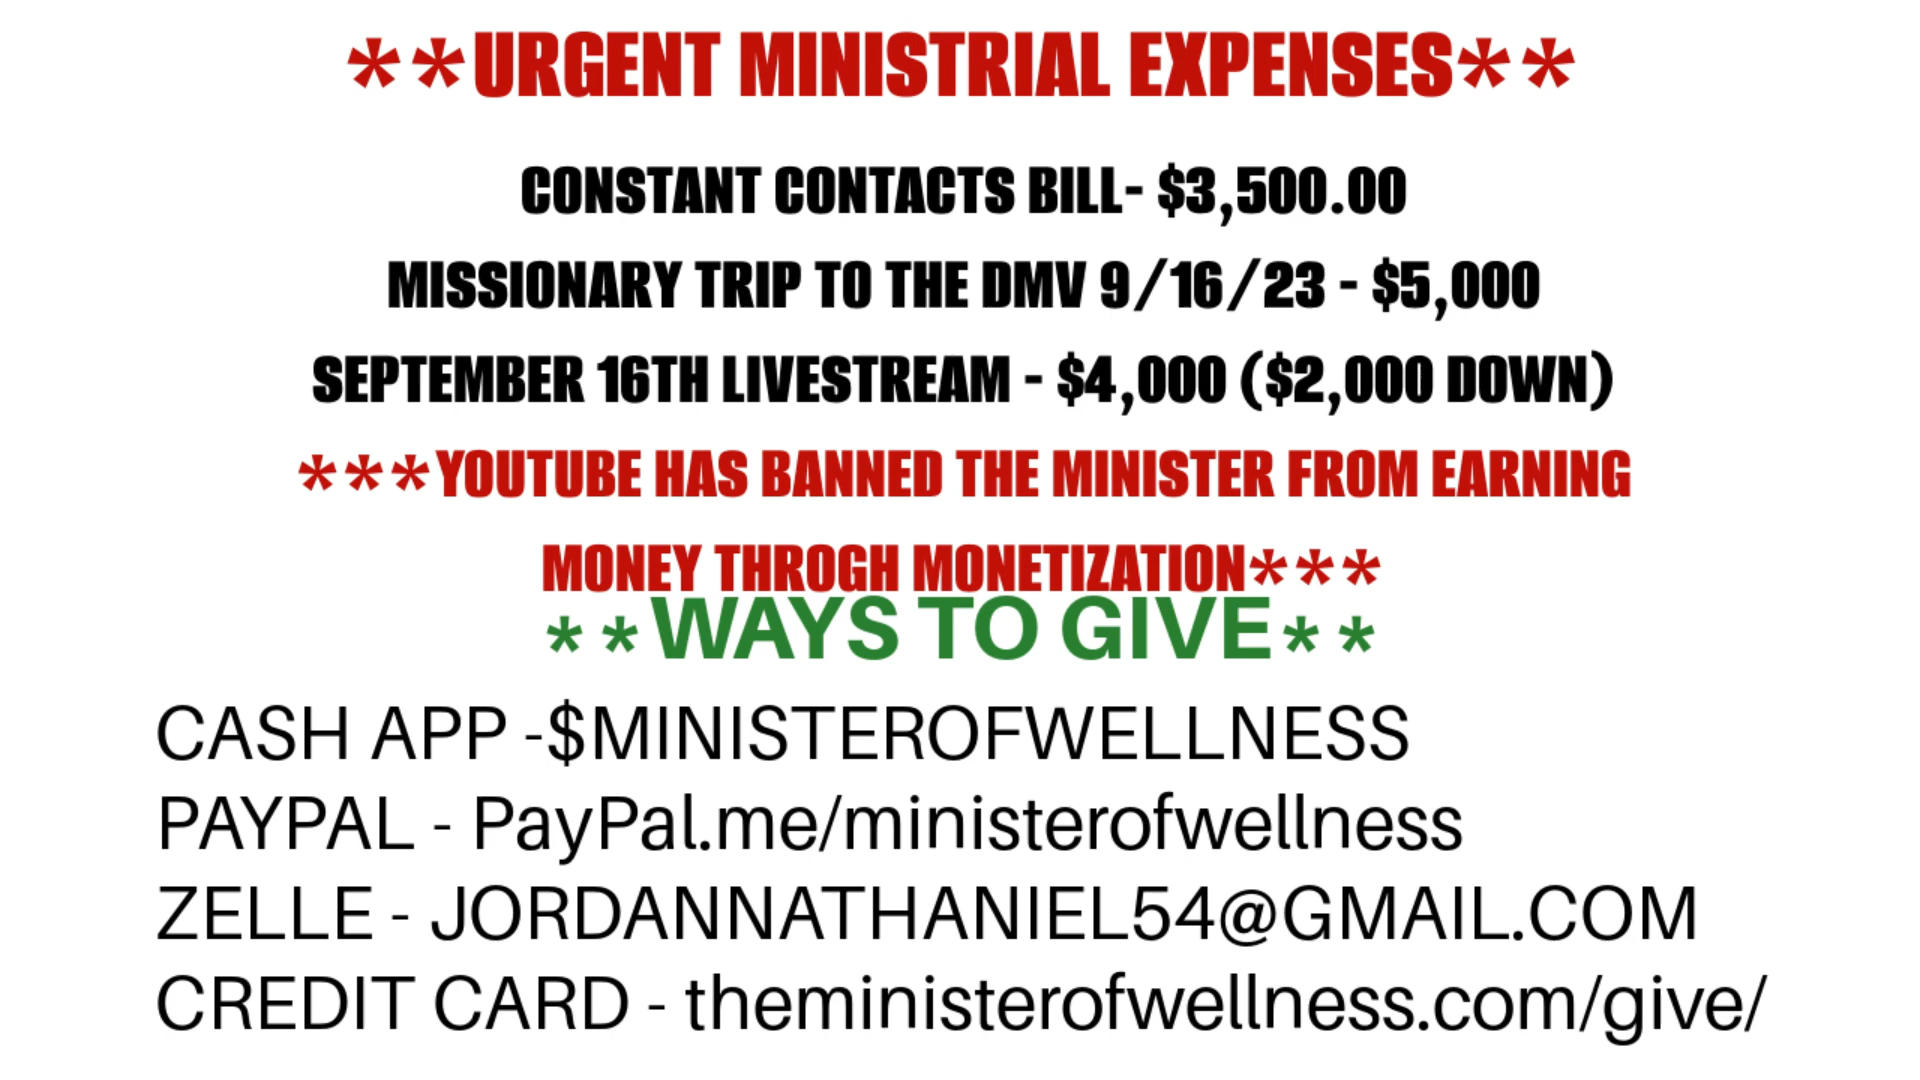 **URGENT MINISTRIAL EXPENSES**
CONSTANT CONTACTS BILL- $3,500.00
MISSIONARY TRIP TO THE DMV 9/16/23 - $5,000
SEPTEMBER 16TH LIVESTREAM - $4,000 ($2,000 DOWN)
***YOUTUBE HAS BANNED THE MINISTER FROM EARNING
MONEY THROGH MONETIZATION***
**WAYS TO GIVE**
CASH APP -$MINISTEROFWELLNESS
PAYPAL - PayPal.me/ministerofwellness
ZELLE - JORDANNATHANIEL54@GMAIL.COM
CREDIT CARD - theministerofwellness.com/give/